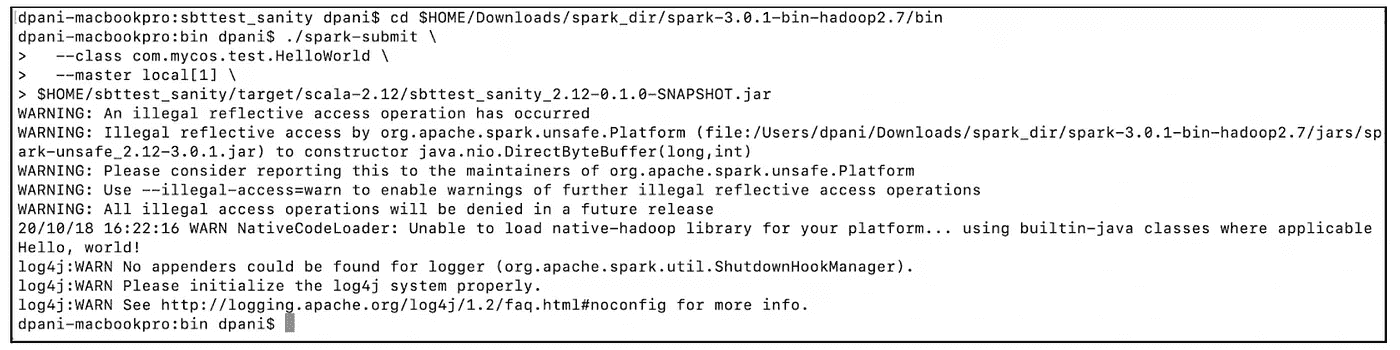 dpani-macbookpro:sbttest_sanity dpani$ cd $HOME/Downloads/spark_dir/spark-3.0.1-bin-hadoop2.7/bin
dpani-macbookpro:bin dpani$ ./spark-submit \
>   --class com.mycos.test.HelloWorld \
>   --master local[1] \
> $HOME/sbttest_sanity/target/scala-2.12/sbttest_sanity_2.12-0.1.0-SNAPSHOT.jar
WARNING: An illegal reflective access operation has occurred
WARNING: Illegal reflective access by org.apache.spark.unsafe.Platform (file:/Users/dpani/Downloads/spark_dir/spark-3.0.1-bin-hadoop2.7/jars/sp
ark-unsafe_2.12-3.0.1.jar) to constructor java.nio.DirectByteBuffer(long,int)
WARNING: Please consider reporting this to the maintainers of org.apache.spark.unsafe.Platform
WARNING: Use --illegal-access=warn to enable warnings of further illegal reflective access operations
WARNING: All illegal access operations will be denied in a future release
20/10/18 16:22:16 WARN NativeCodeLoader: Unable to load native-hadoop library for your platform... using builtin-java classes where applicable
Hello, world!
log4j:WARN No appenders could be found for logger (org.apache.spark.util.ShutdownHookManager).
log4j:WARN Please initialize the log4j system properly.
log4j:WARN See http://logging.apache.org/log4j/1.2/faq.html#noconfig for more info.
dpani-macbookpro:bin dpani$